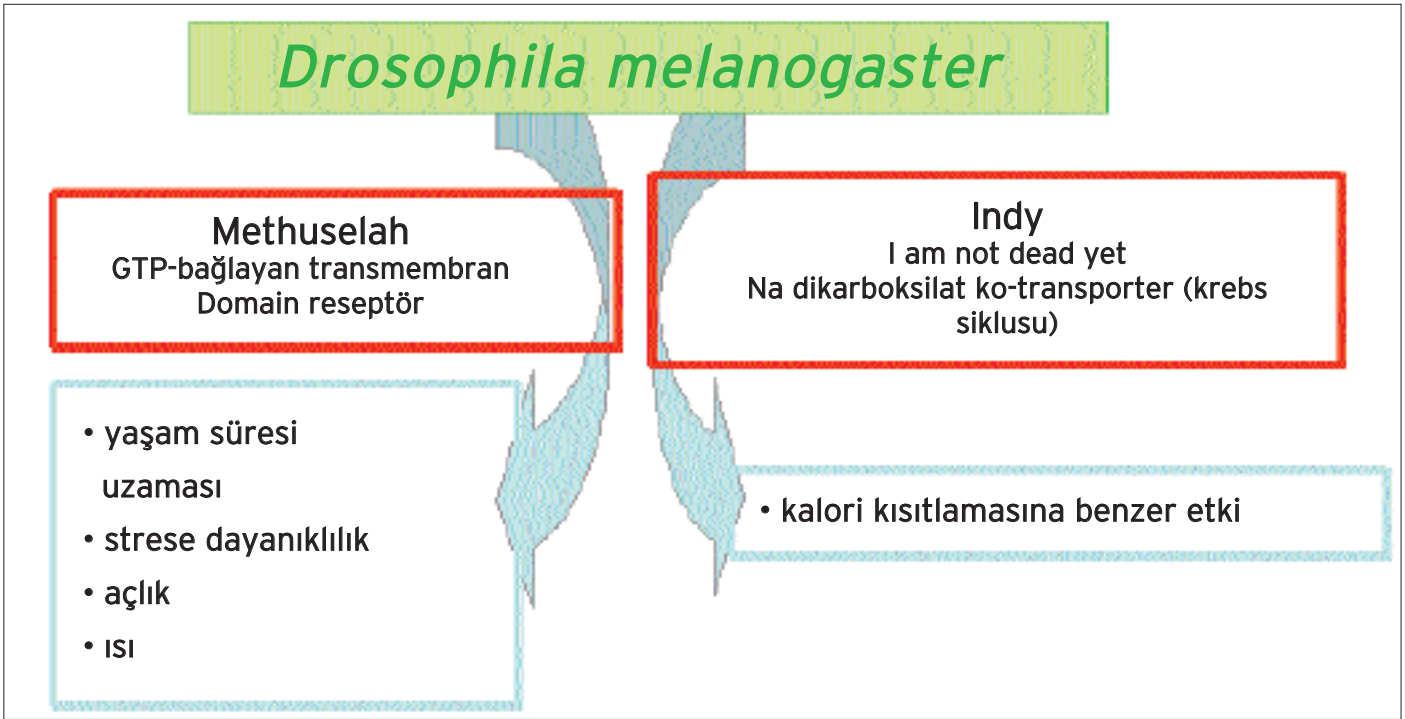 Drosophila melanogaster
Methuselah
GTP-bağlayan transmembran
Domain reseptör
Indy
I am not dead yet
Na dikarboksilat ko-transporter (krebs
siklusu)
• yaşam süresi
uzaması
• strese dayanıklılık
• açlık
• ısı
• kalori kısıtlamasına benzer etki